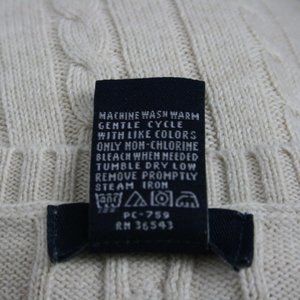 MACHINE WASH WARM
GENTLE CYCLE
WITH LIKE COLORS
ONLY NON-CHLORINE
BLEACH WHEN NEEDED
TUMBLE DRY LOW
REMOVE PROMPTLY
STEAM IRON
PC-759
RN 36543